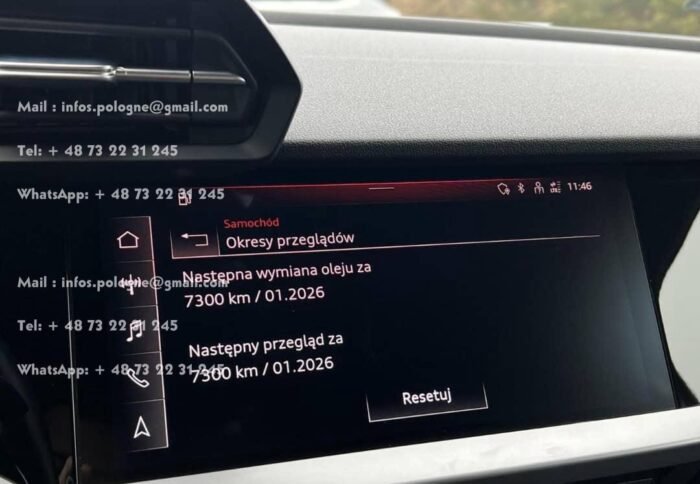 Mail : infos.pologne@gmail.com
Tel: + 48 73 22 31 245
WhatsApp: + 48 73 22 31 245
11:46
Samochód
Okresy przeglądów
Następna wymiana oleju za
7300 km / 01.2026
Mail : infos.pologne@gmail.com
Tel: + 48 73 22 31 245
Następny przegląd za
7300 km / 01.2026
WhatsApp: + 48 73 22 31 245
Resetuj